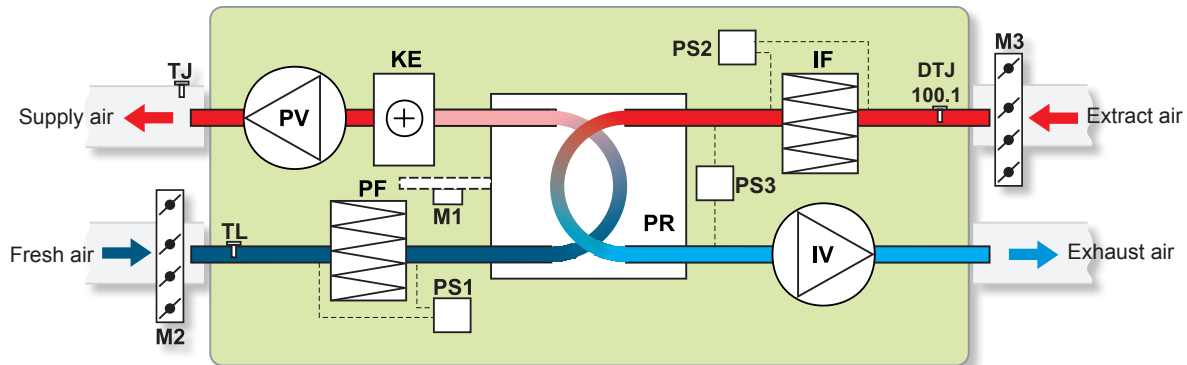 TJ
PV
KE
PS2
IF
DTJ
100.1
M3
Supply air
Extract air
PF
M1
PS3
TL
PR
Fresh air
IV
Exhaust air
PS1
M2